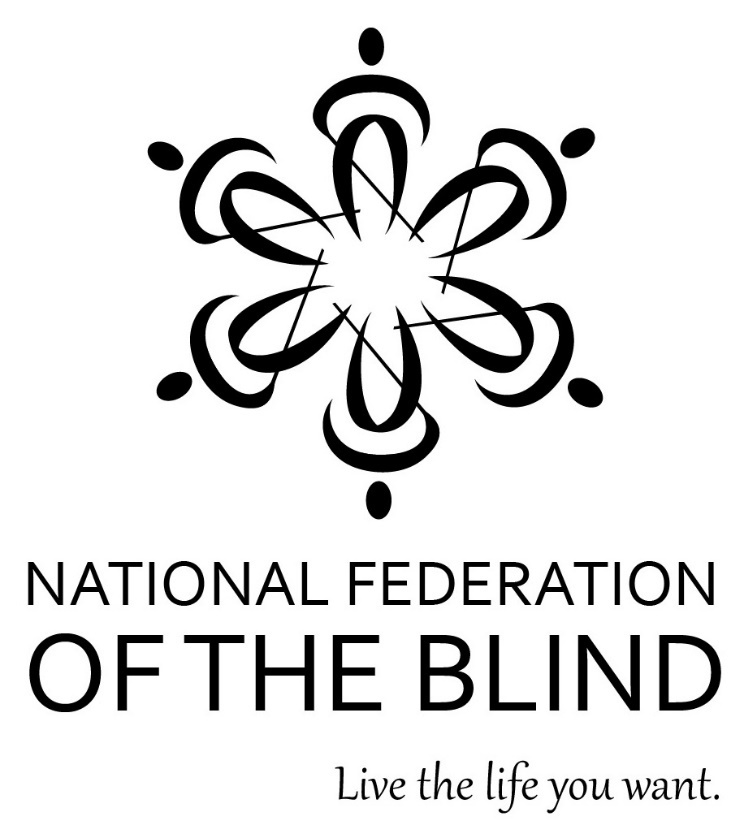 NATIONAL FEDERATION
OF THE BLIND
Live the life you want.